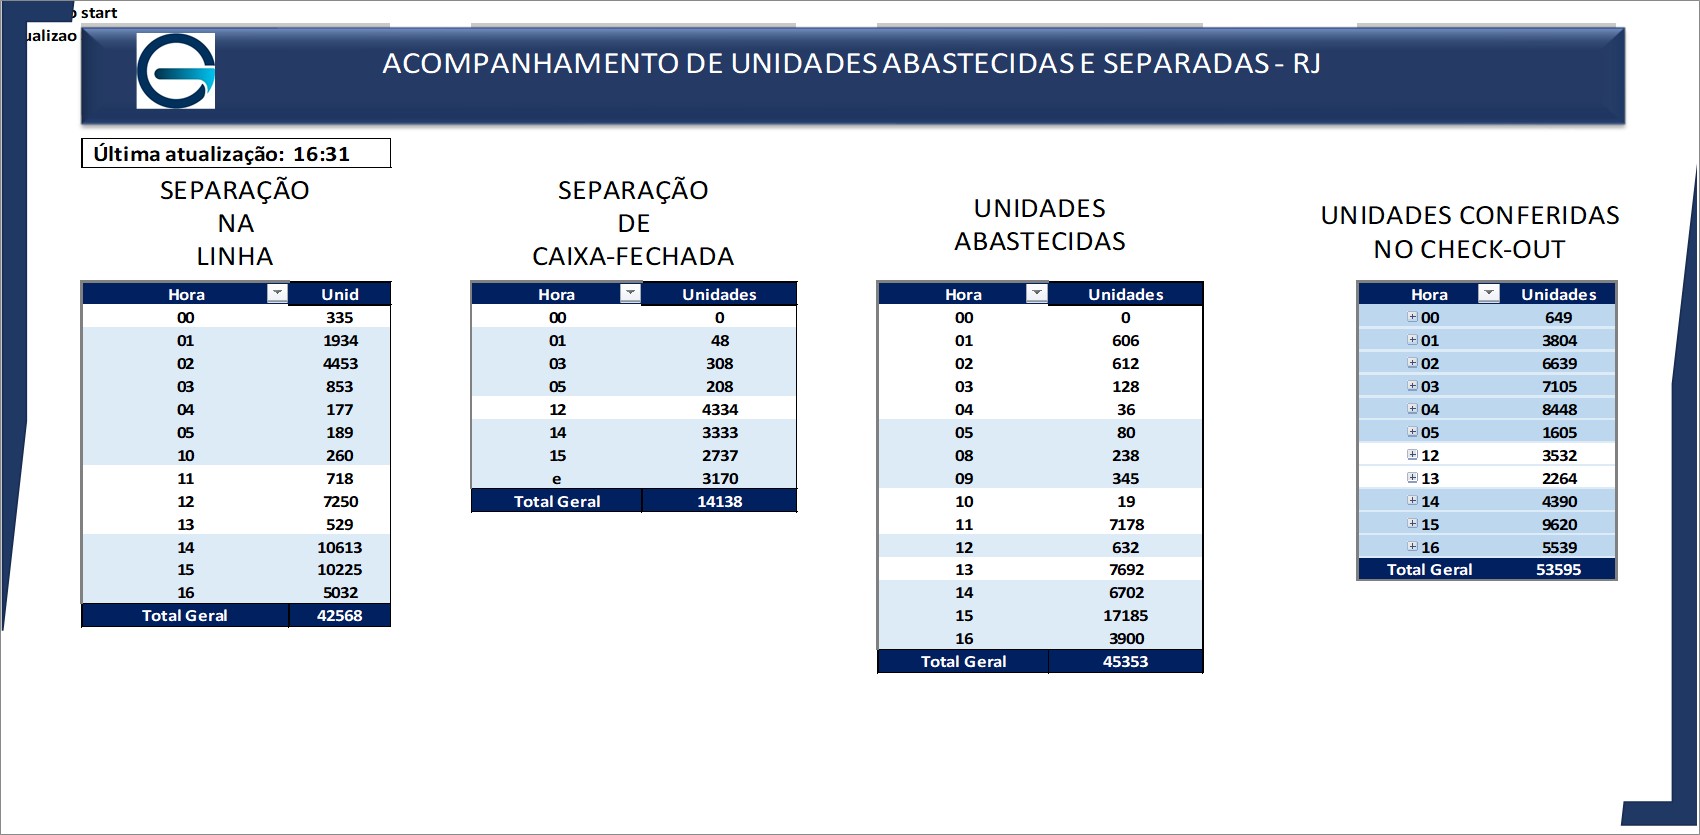 start
ualizao
ACOMPANHAMENTO DE UNIDADES ABASTECIDAS E SEPARADAS - RJ
Última atualização: 16:31
SEPARAÇÃO
NA
LINHA
Hora Unid
00 335
01 1934
02 4453
03 853
04 177
05 189
10 260
11 718
12 7250
13 529
14 10613
15 10225
16 5032
Total Geral 42568
SEPARAÇÃO
DE
CAIXA-FECHADA
Hora Unidades
00 0
01 48
03 308
05 208
12 4334
14 3333
15 2737
e 3170
Total Geral 14138
UNIDADES
ABASTECIDAS
Hora Unidades
00 0
01 606
02 612
03 128
04 36
05 80
08 238
09 345
10 19
11 7178
12 632
13 7692
14 6702
15 17185
16 3900
Total Geral 45353
UNIDADES CONFERIDAS
NO CHECK-OUT
Hora Unidades
00 649
01 3804
02 6639
03 7105
04 8448
05 1605
12 3532
13 2264
14 4390
15 9620
16 5539
Total Geral 53595